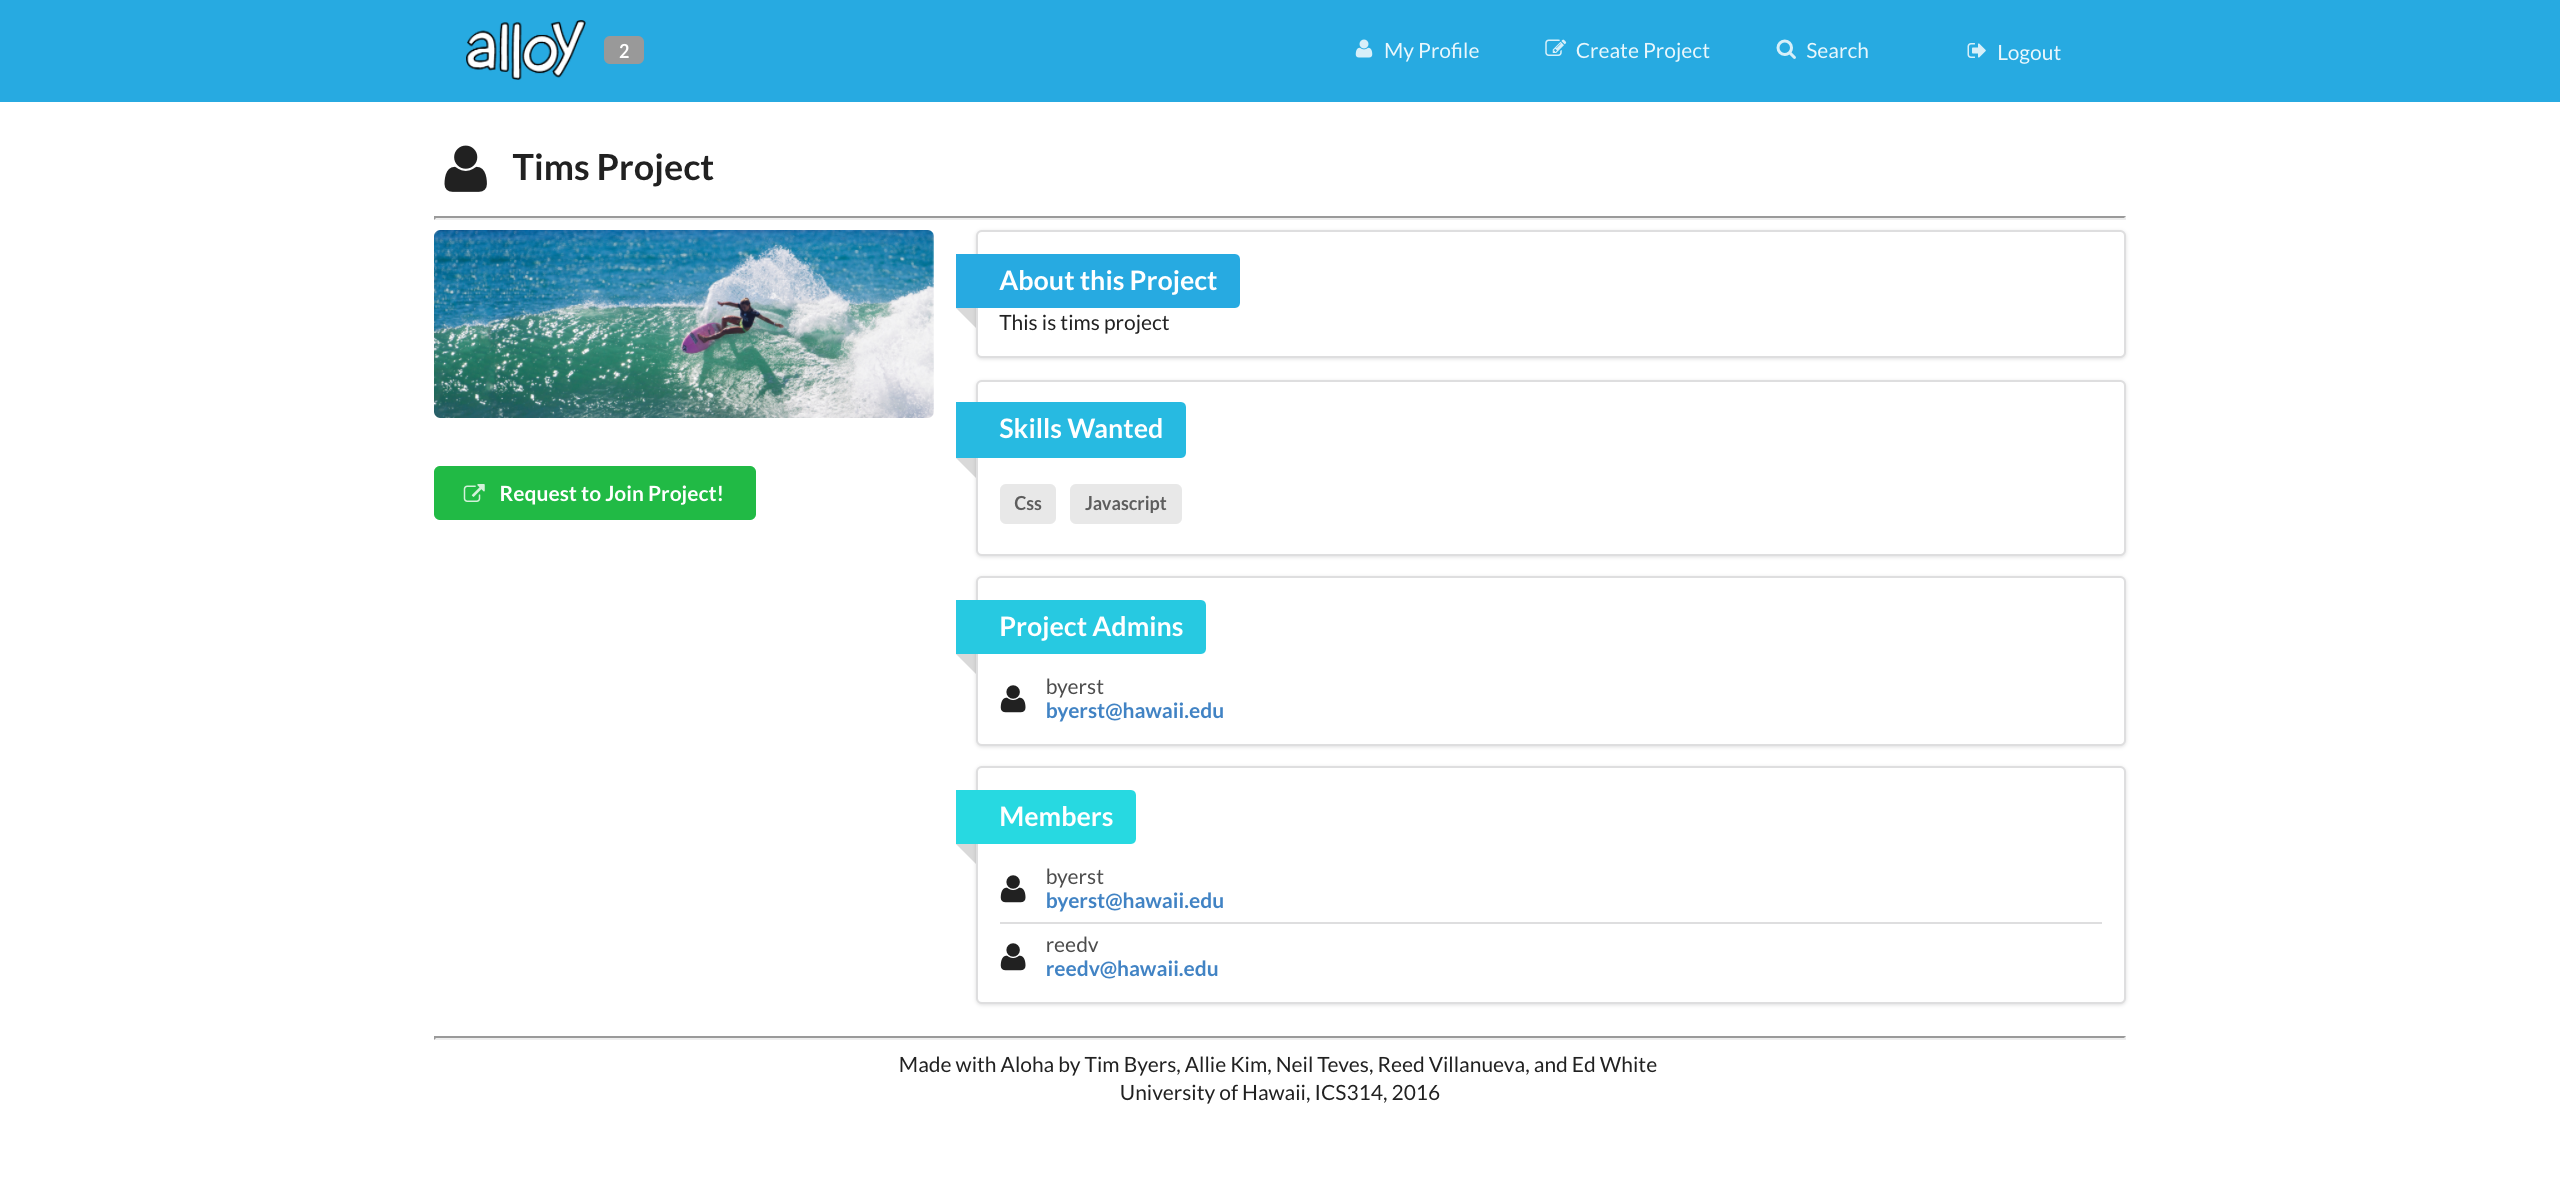 alloy 2 My Profile Create Project Search Logout
Tims Project
About this Project
This is tims project
Skills Wanted
Css Javascript
Request to Join Project!
Project Admins
byerst
byerst@hawaii.edu
Members
byerst
byerst@hawaii.edu
reedv
reedv@hawaii.edu
Made with Aloha by Tim Byers, Allie Kim, Neil Teves, Reed Villanueva, and Ed White
University of Hawaii, ICS314, 2016